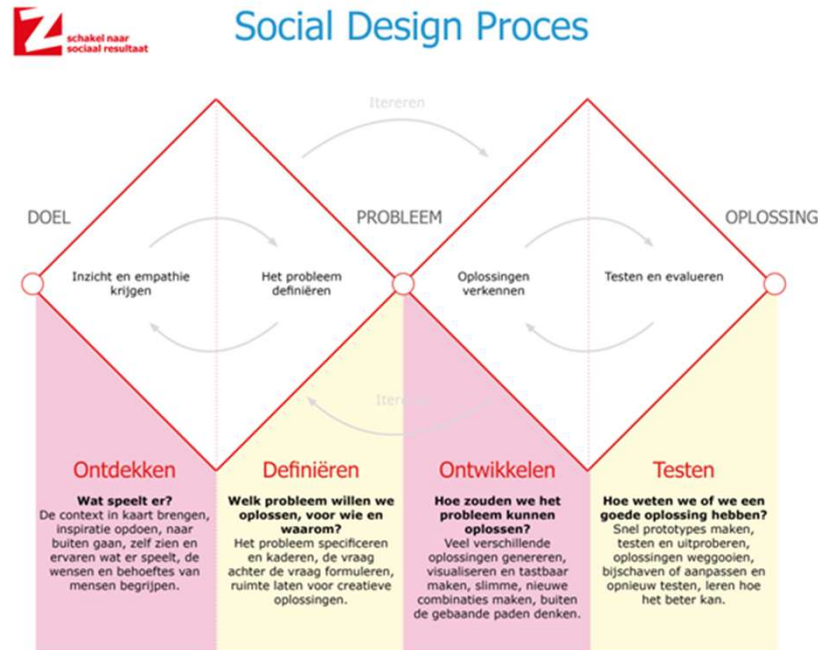 Z
schakel naar
sociaal resultaat
Social Design Proces
Itereren
DOEL
PROBLEEM
OPLOSSING
Inzicht en empathie
krijgen
Het probleem
definiëren
Oplossingen
verkennen
Testen en evalueren
Ontdekken
Wat speelt er?
De context in kaart brengen,
inspiratie opdoen, naar
buiten gaan, zelf zien en
ervaren wat er speelt, de
wensen en behoeftes van
mensen begrijpen.
Definiëren
Welk probleem willen we
oplossen, voor wie en
waarom?
Het probleem specificeren
en kaderen, de vraag
achter de vraag formuleren,
ruimte laten voor creatieve
oplossingen.
Ontwikkelen
Hoe zouden we het
probleem kunnen
oplossen?
Veel verschillende
oplossingen genereren,
visualiseren en tastbaar
maken, slimme, nieuwe
combinaties maken, buiten
de gebaande paden denken.
Testen
Hoe weten we of we een
goede oplossing hebben?
Snel prototypes maken,
testen en uitproberen,
oplossingen weggooien,
bijschaven of aanpassen en
opnieuw testen, leren hoe
het beter kan.